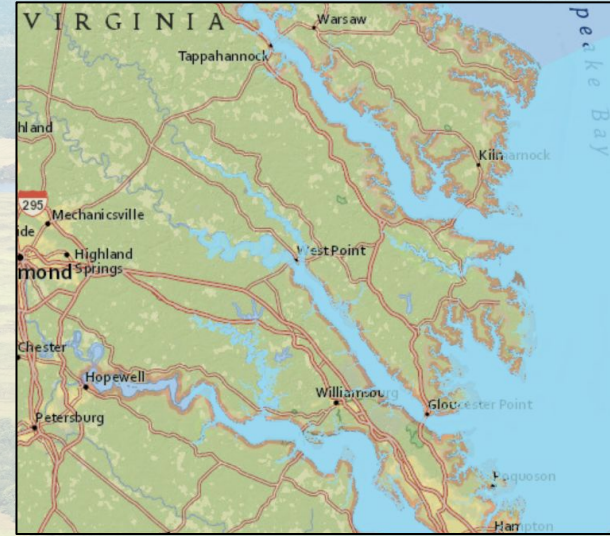 VIRGINIA
Warsaw
Tappahannock
hland
Kilmarnock
295
Mechanicsville
ide
Highland
Springs
mond
West Point
Chester
Hopewell
Williamsburg
Gloucester Point
Petersburg
Poquoson
Hampton
peake Bay